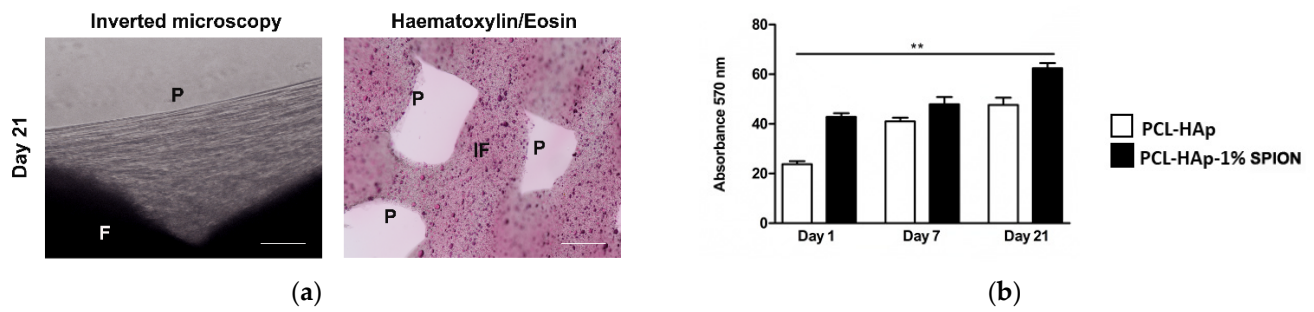 (a)
Inverted microscopy
Haematoxylin/Eosin
Day 21
P
F
P
IF
P
P
(b)
Absorbance 570 nm
80
60
40
20
0
**
Day 1
Day 7
Day 21
PCL-HAp
PCL-HAp-1% SPION